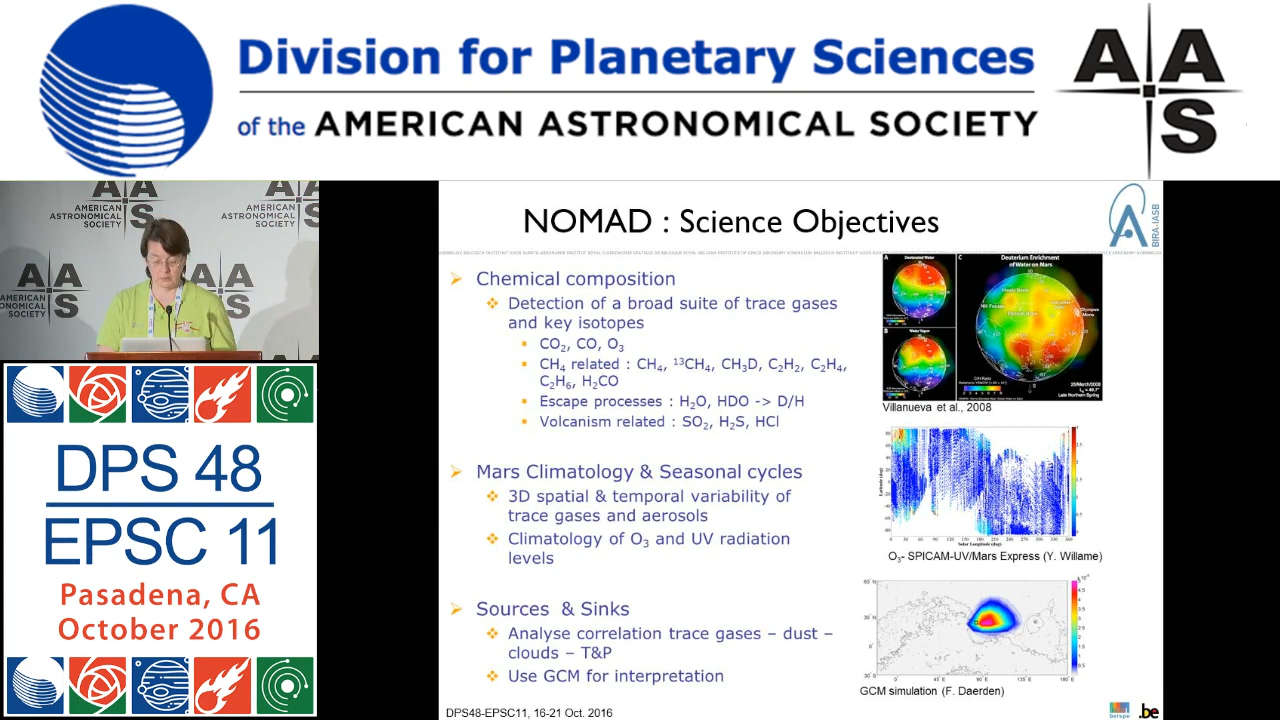 Division for Planetary Sciences
of the AMERICAN ASTRONOMICAL SOCIETY
A A
S
AMERICAN
ASTRONOMICAL
SOCIETY
AMERICAN
ASTRONOMICAL
SOCIETY
DPS 48
EPSC 11
Pasadena, CA
October 2016
NOMAD : Science Objectives
BIRA-IASB
Chemical composition
Detection of a broad suite of trace gases
and key isotopes
CO₂, CO, O₃
CH₄ related : CH₄, ¹³CH₄, CH₃D, C₂H₂, C₂H₄,
C₂H₆, H₂CO
Escape processes : H₂O, HDO -> D/H
Volcanism related : SO₂, H₂S, HCl
Mars Climatology & Seasonal cycles
3D spatial & temporal variability of
trace gases and aerosols
Climatology of O₃ and UV radiation
levels
Sources & Sinks
Analyse correlation trace gases – dust –
clouds – T&P
Use GCM for interpretation
Deuterium Enrichment
of Water on Mars
Villanueva et al., 2008
O₃- SPICAM-UV/Mars Express (Y. Willame)
GCM simulation (F. Daerden)
DPS48-EPSC11, 16-21 Oct. 2016
belspo
.be